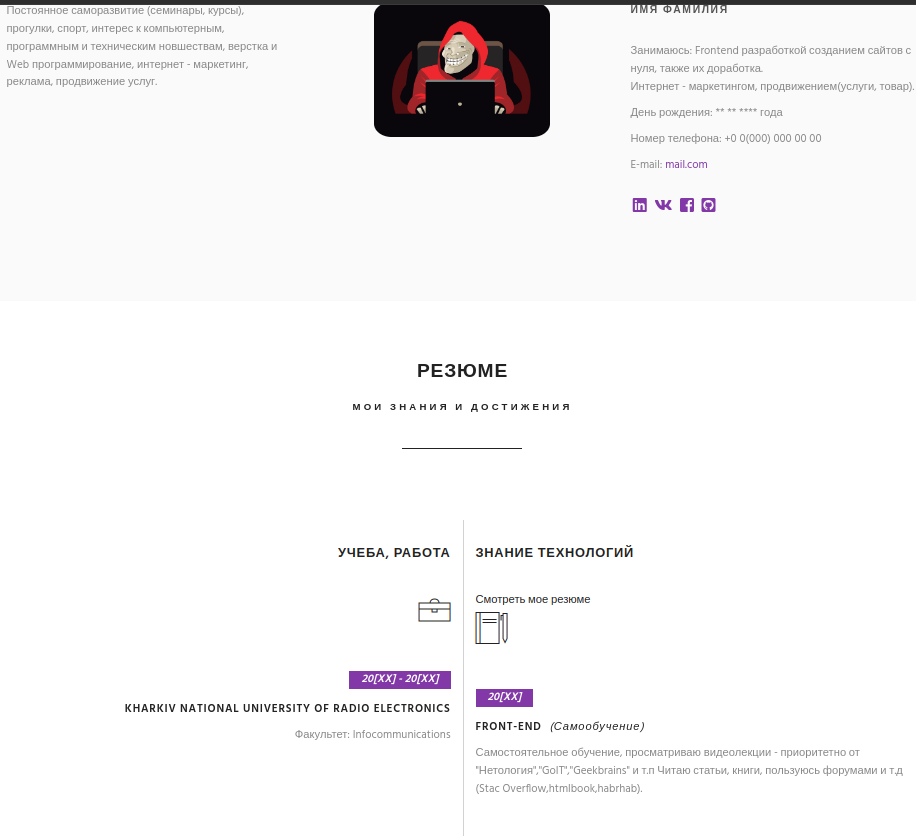 Постоянное саморазвитие (семинары, курсы),
прогулки, спорт, интерес к компьютерным,
программным и техническим новшествам, верстка и
Web программирование, интернет - маркетинг,
реклама, продвижение услуг.
ИМЯ ФАМИЛИЯ
Занимаюсь: Frontend разработкой созданием сайтов с
нуля, также их доработка.
Интернет - маркетингом, продвижением(услуги, товар).
День рождения: ** ** **** года
Номер телефона: +0 0(000) 000 00 00
E-mail: mail.com
РЕЗЮМЕ
МОИ ЗНАНИЯ И ДОСТИЖЕНИЯ
УЧЕБА, РАБОТА
20[XX] - 20[XX]
KHARKIV NATIONAL UNIVERSITY OF RADIO ELECTRONICS
Факультет: Infocommunications
ЗНАНИЕ ТЕХНОЛОГИЙ
Смотреть мое резюме
20[XX]
FRONT-END (Самообучение)
Самостоятельное обучение, просматриваю видеолекции - приоритетно от
"Нетология","GoIT","Geekbrains" и т.п Читаю статьи, книги, пользуюсь форумами и т.д
(Stac Overflow,htmlbook,habrhab).